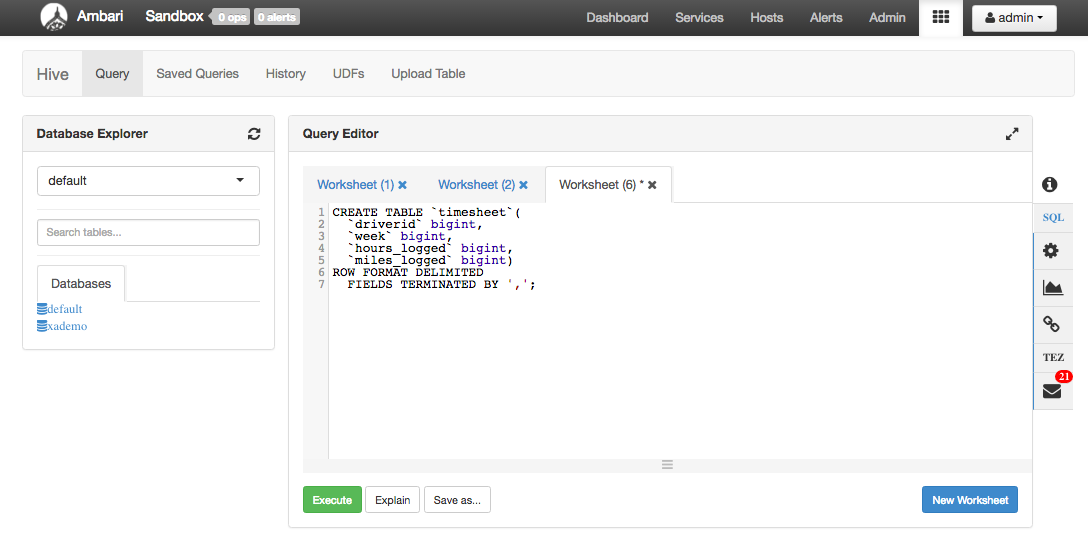 Ambari Sandbox 0 ops 0 alerts Dashboard Services Hosts Alerts Admin admin
Hive Query Saved Queries History UDFs Upload Table
Database Explorer
default
Search tables...
Databases
default
xademo
Query Editor
Worksheet (1) Worksheet (2) Worksheet (6) *
1 CREATE TABLE `timesheet`(
2 `driverid` bigint,
3 `week` bigint,
4 `hours_logged` bigint,
5 `miles_logged` bigint)
6 ROW FORMAT DELIMITED
7 FIELDS TERMINATED BY ',';
Execute Explain Save as... New Worksheet
SQL
TEZ
21